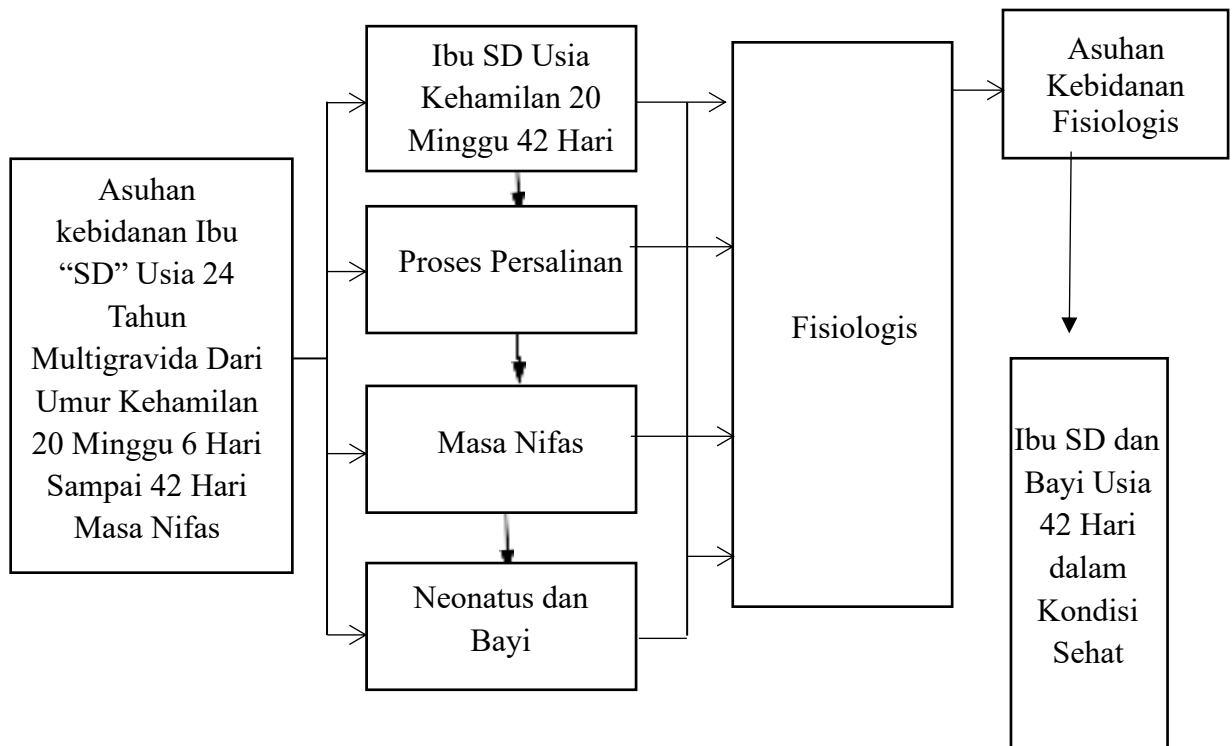 Asuhan
kebidanan Ibu
“SD” Usia 24
Tahun
Multigravida Dari
Umur Kehamilan
20 Minggu 6 Hari
Sampai 42 Hari
Masa Nifas
Ibu SD Usia
Kehamilan 20
Minggu 42 Hari
Proses Persalinan
Masa Nifas
Neonatus dan
Bayi
Fisiologis
Asuhan
Kebidanan
Fisiologis
Ibu SD dan
Bayi Usia
42 Hari
dalam
Kondisi
Sehat